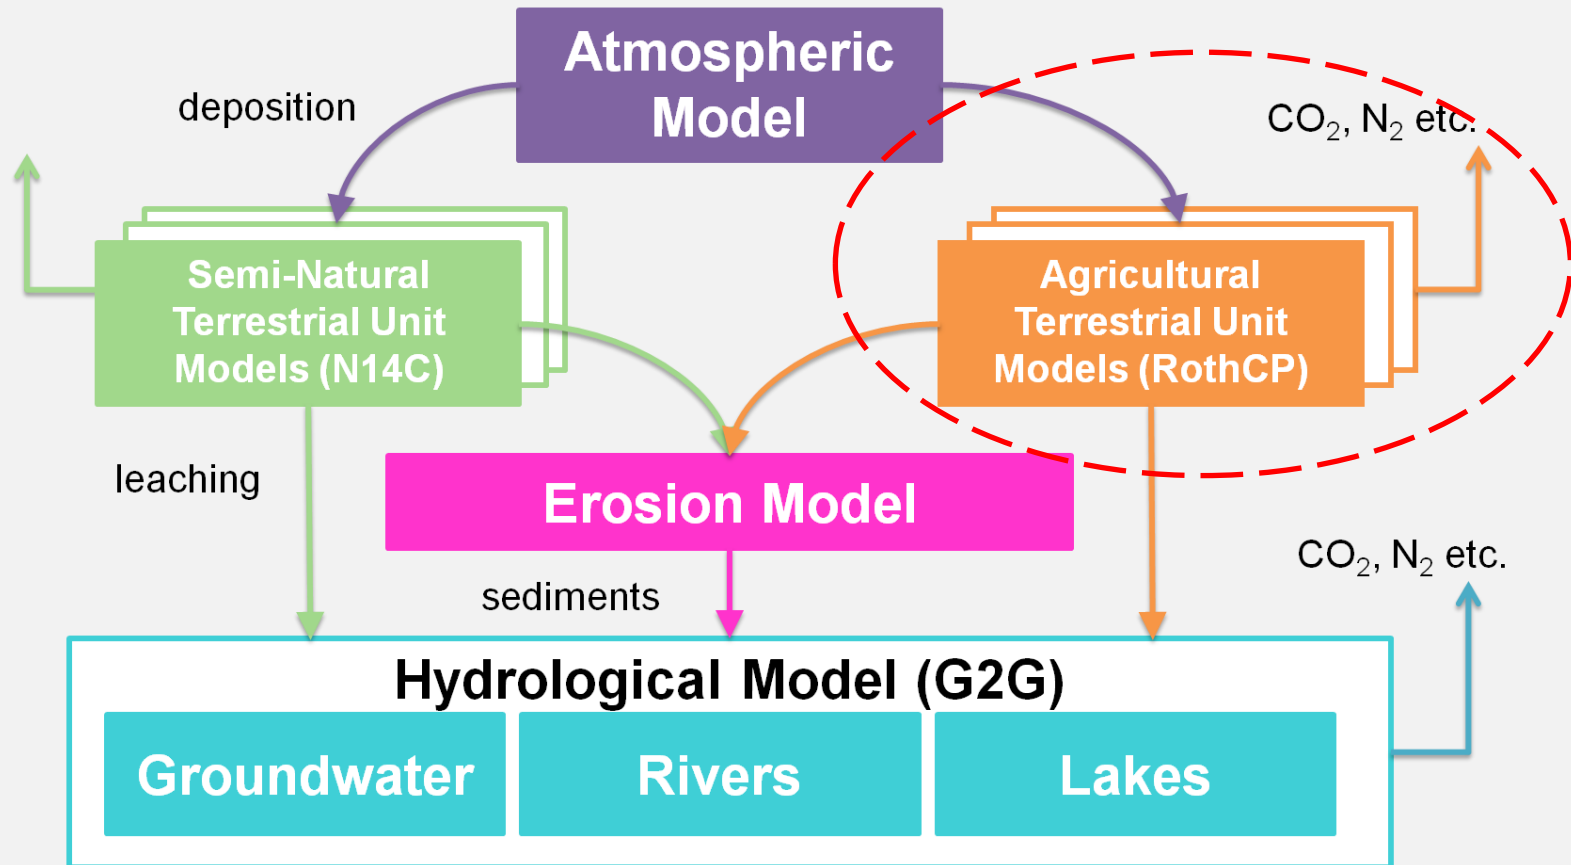 Atmospheric
Model
deposition
CO₂, N₂ etc.
Semi-Natural
Terrestrial Unit
Models (N14C)
Agricultural
Terrestrial Unit
Models (RothCP)
leaching
Erosion Model
CO₂, N₂ etc.
sediments
Hydrological Model (G2G)
Groundwater
Rivers
Lakes